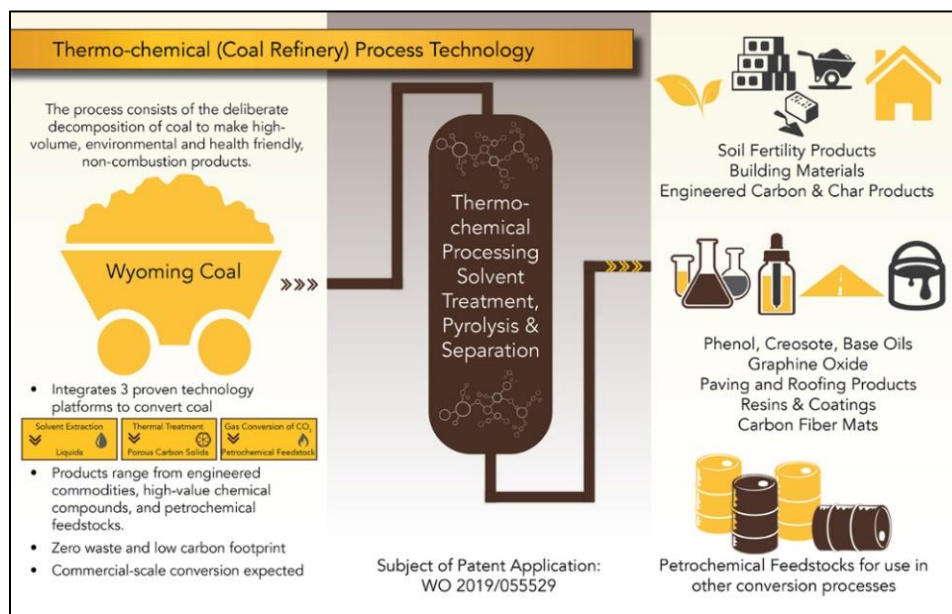 Thermo-chemical (Coal Refinery) Process Technology
The process consists of the deliberate
decomposition of coal to make high-
volume, environmental and health friendly,
non-combustion products.
Wyoming Coal
• Integrates 3 proven technology
platforms to convert coal
Solvent Extraction
Liquids
Thermal Treatment
Porous Carbon Solids
Gas Conversion of CO₂
Petrochemical Feedstock
• Products range from engineered
commodities, high-value chemical
compounds, and petrochemical
feedstocks.
• Zero waste and low carbon footprint
• Commercial-scale conversion expected
Thermo-
chemical
Processing
Solvent
Treatment,
Pyrolysis &
Separation
Subject of Patent Application:
WO 2019/055529
Soil Fertility Products
Building Materials
Engineered Carbon & Char Products
Phenol, Creosote, Base Oils
Graphine Oxide
Paving and Roofing Products
Resins & Coatings
Carbon Fiber Mats
Petrochemical Feedstocks for use in
other conversion processes